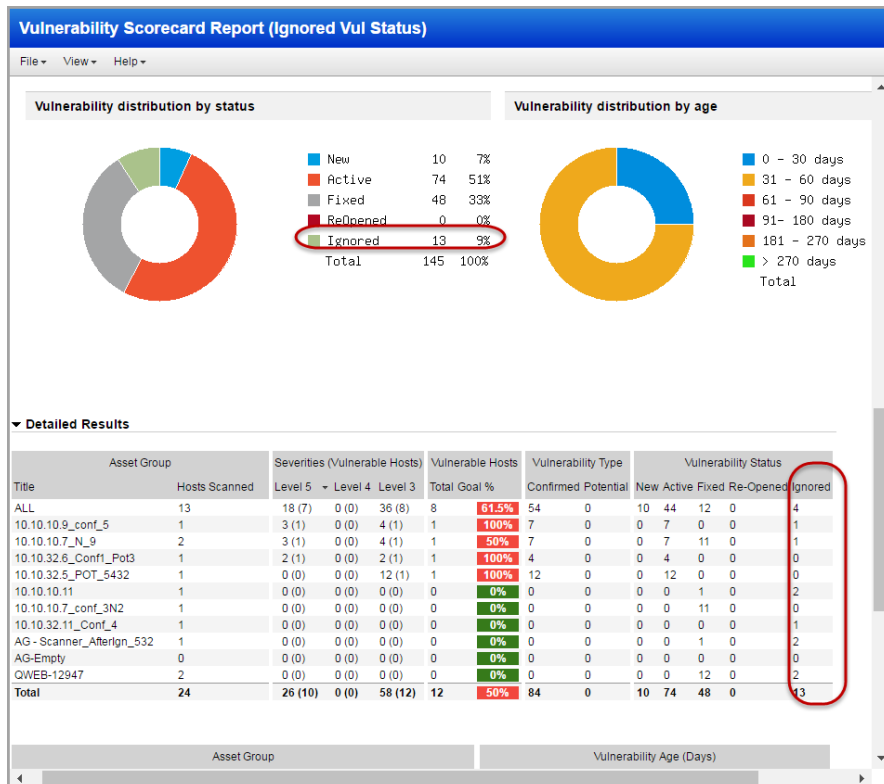 Vulnerability Scorecard Report (Ignored Vul Status)
File View Help
Vulnerability distribution by status
New 10 7%
Active 74 51%
Fixed 48 33%
ReOpened 0 0%
Ignored 13 9%
Total 145 100%
Vulnerability distribution by age
0 - 30 days
31 - 60 days
61 - 90 days
91- 180 days
181 - 270 days
> 270 days
Total
Detailed Results
Asset Group Severities (Vulnerable Hosts) Vulnerable Hosts Vulnerability Type Vulnerability Status
Title Hosts Scanned Level 5 Level 4 Level 3 Total Goal % Confirmed Potential New Active Fixed Re-Opened Ignored
ALL 13 18 (7) 0 (0) 36 (8) 8 61.5% 54 0 10 44 12 0 4
10.10.10.9_conf_5 1 3 (1) 0 (0) 4 (1) 1 100% 7 0 0 7 0 0 1
10.10.10.7_N_9 2 3 (1) 0 (0) 4 (1) 1 50% 7 0 0 7 11 0 1
10.10.32.6_Conf1_Pot3 1 2 (1) 0 (0) 2 (1) 1 100% 4 0 0 4 0 0 0
10.10.32.5_POT_5432 1 0 (0) 0 (0) 12 (1) 1 100% 12 0 0 12 0 0 0
10.10.10.11 1 0 (0) 0 (0) 0 (0) 0 0% 0 0 0 0 1 0 2
10.10.10.7_conf_3N2 1 0 (0) 0 (0) 0 (0) 0 0% 0 0 0 0 11 0 0
10.10.32.11_Conf_4 1 0 (0) 0 (0) 0 (0) 0 0% 0 0 0 0 0 0 1
AG - Scanner_AfterIgn_532 1 0 (0) 0 (0) 0 (0) 0 0% 0 0 0 0 1 0 2
AG-Empty 0 0 (0) 0 (0) 0 (0) 0 0% 0 0 0 0 0 0 0
QWEB-12947 2 0 (0) 0 (0) 0 (0) 0 0% 0 0 0 0 12 0 2
Total 24 26 (10) 0 (0) 58 (12) 12 50% 84 0 10 74 48 0 13
Asset Group Vulnerability Age (Days)